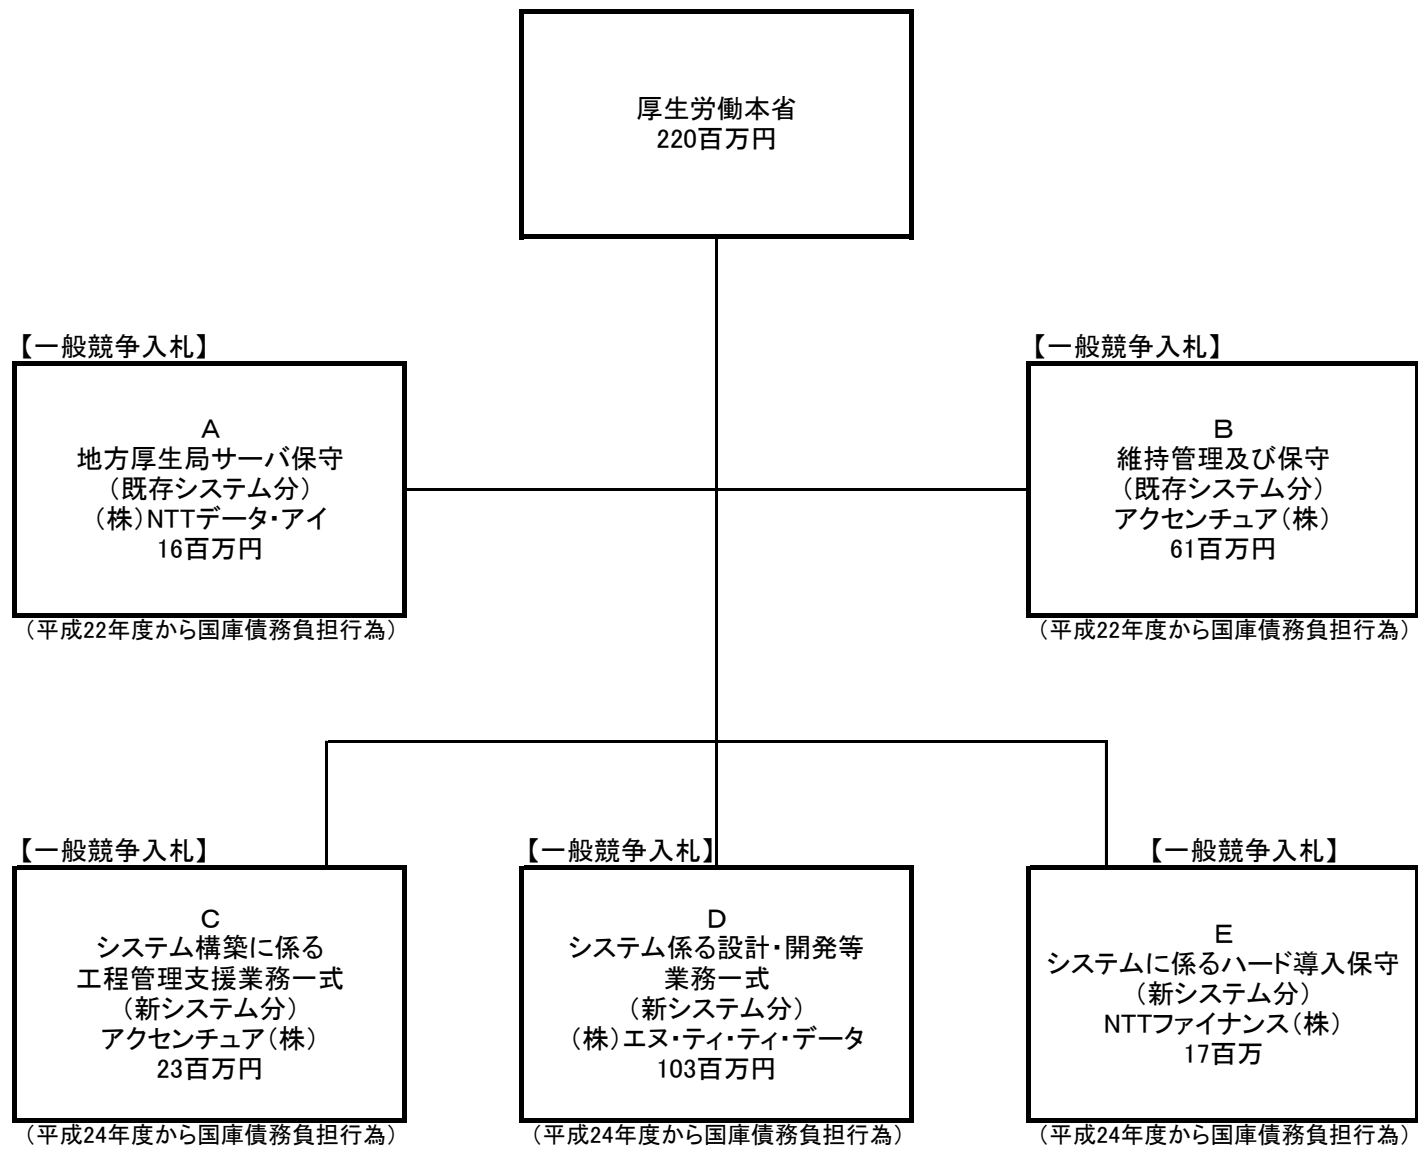 厚生労働本省
220百万円
【一般競争入札】
A
地方厚生局サーバ保守
（既存システム分）
（株）NTTデータ・アイ
16百万円
（平成22年度から国庫債務負担行為）
【一般競争入札】
B
維持管理及び保守
（既存システム分）
アクセンチュア（株）
61百万円
（平成22年度から国庫債務負担行為）
【一般競争入札】
C
システム構築に係る
工程管理支援業務一式
（新システム分）
アクセンチュア（株）
23百万円
（平成24年度から国庫債務負担行為）
【一般競争入札】
D
システム係る設計・開発等
業務一式
（新システム分）
（株）エヌ・ティ・ティ・データ
103百万円
（平成24年度から国庫債務負担行為）
【一般競争入札】
E
システムに係るハード導入保守
（新システム分）
NTTファイナンス（株）
17百万
（平成24年度から国庫債務負担行為）